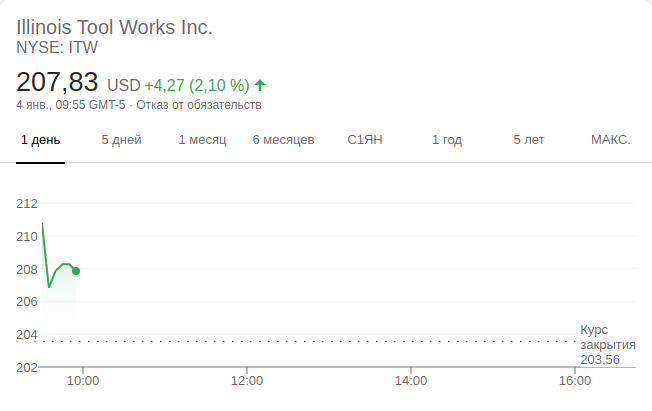 Illinois Tool Works Inc.
NYSE: ITW
207,83 USD +4,27 (2,10 %)
4 янв., 09:55 GMT-5 · Отказ от обязательств
1 день 5 дней 1 месяц 6 месяцев С1ЯН 1 год 5 лет МАКС.
212
210
208
206
204
202
Курс
закрытия
203,56
10:00 12:00 14:00 16:00